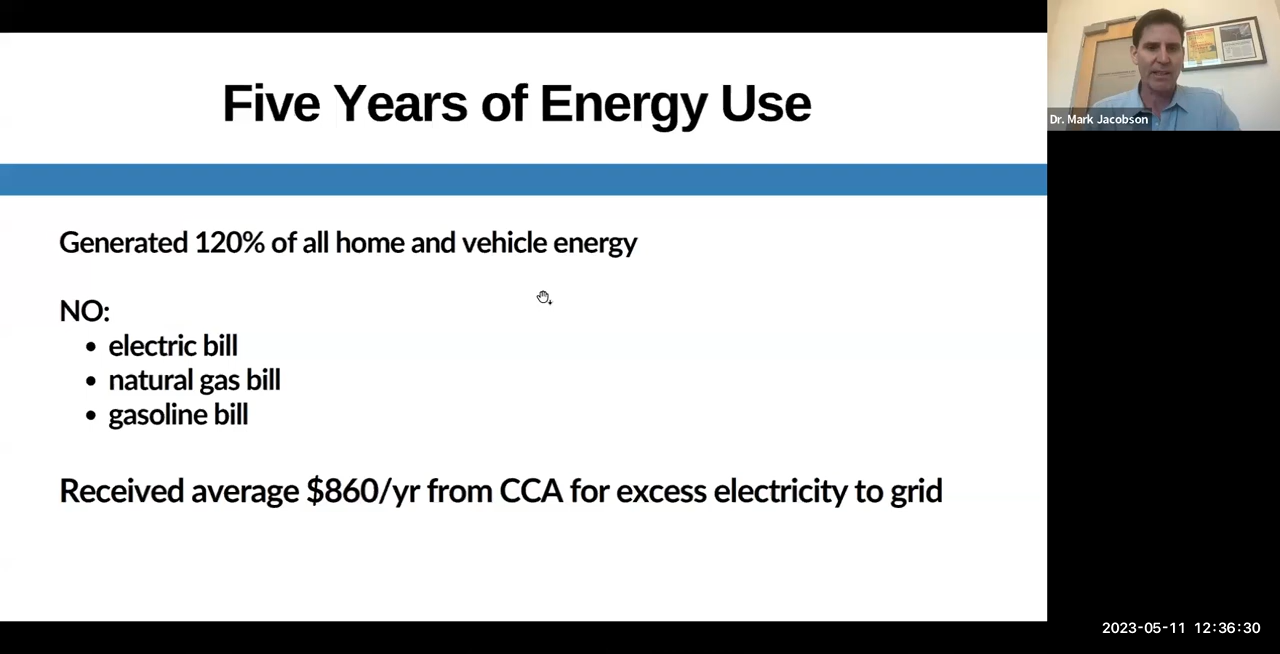 Five Years of Energy Use
Generated 120% of all home and vehicle energy
NO:
• electric bill
• natural gas bill
• gasoline bill
Received average $860/yr from CCA for excess electricity to grid
Dr. Mark Jacobson
2023-05-11 12:36:30